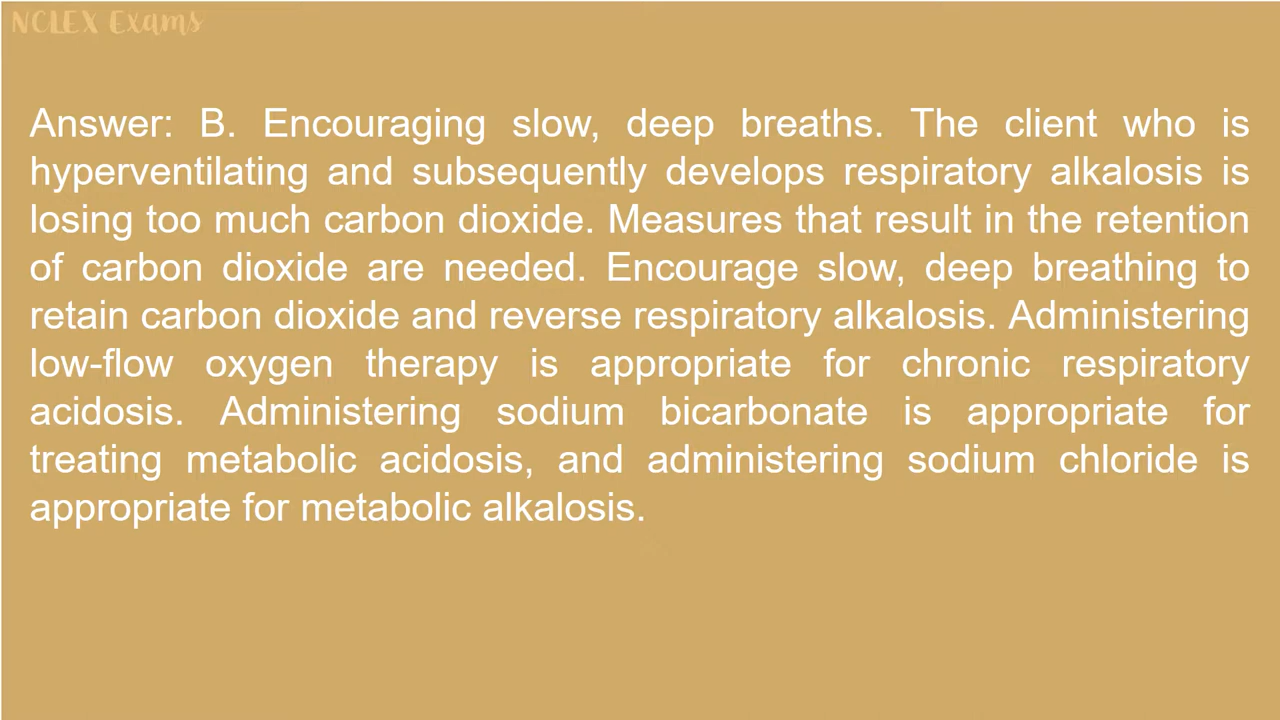 NCLEX Exams
Answer: B. Encouraging slow, deep breaths. The client who is
hyperventilating and subsequently develops respiratory alkalosis is
losing too much carbon dioxide. Measures that result in the retention
of carbon dioxide are needed. Encourage slow, deep breathing to
retain carbon dioxide and reverse respiratory alkalosis. Administering
low-flow oxygen therapy is appropriate for chronic respiratory
acidosis. Administering sodium bicarbonate is appropriate for
treating metabolic acidosis, and administering sodium chloride is
appropriate for metabolic alkalosis.